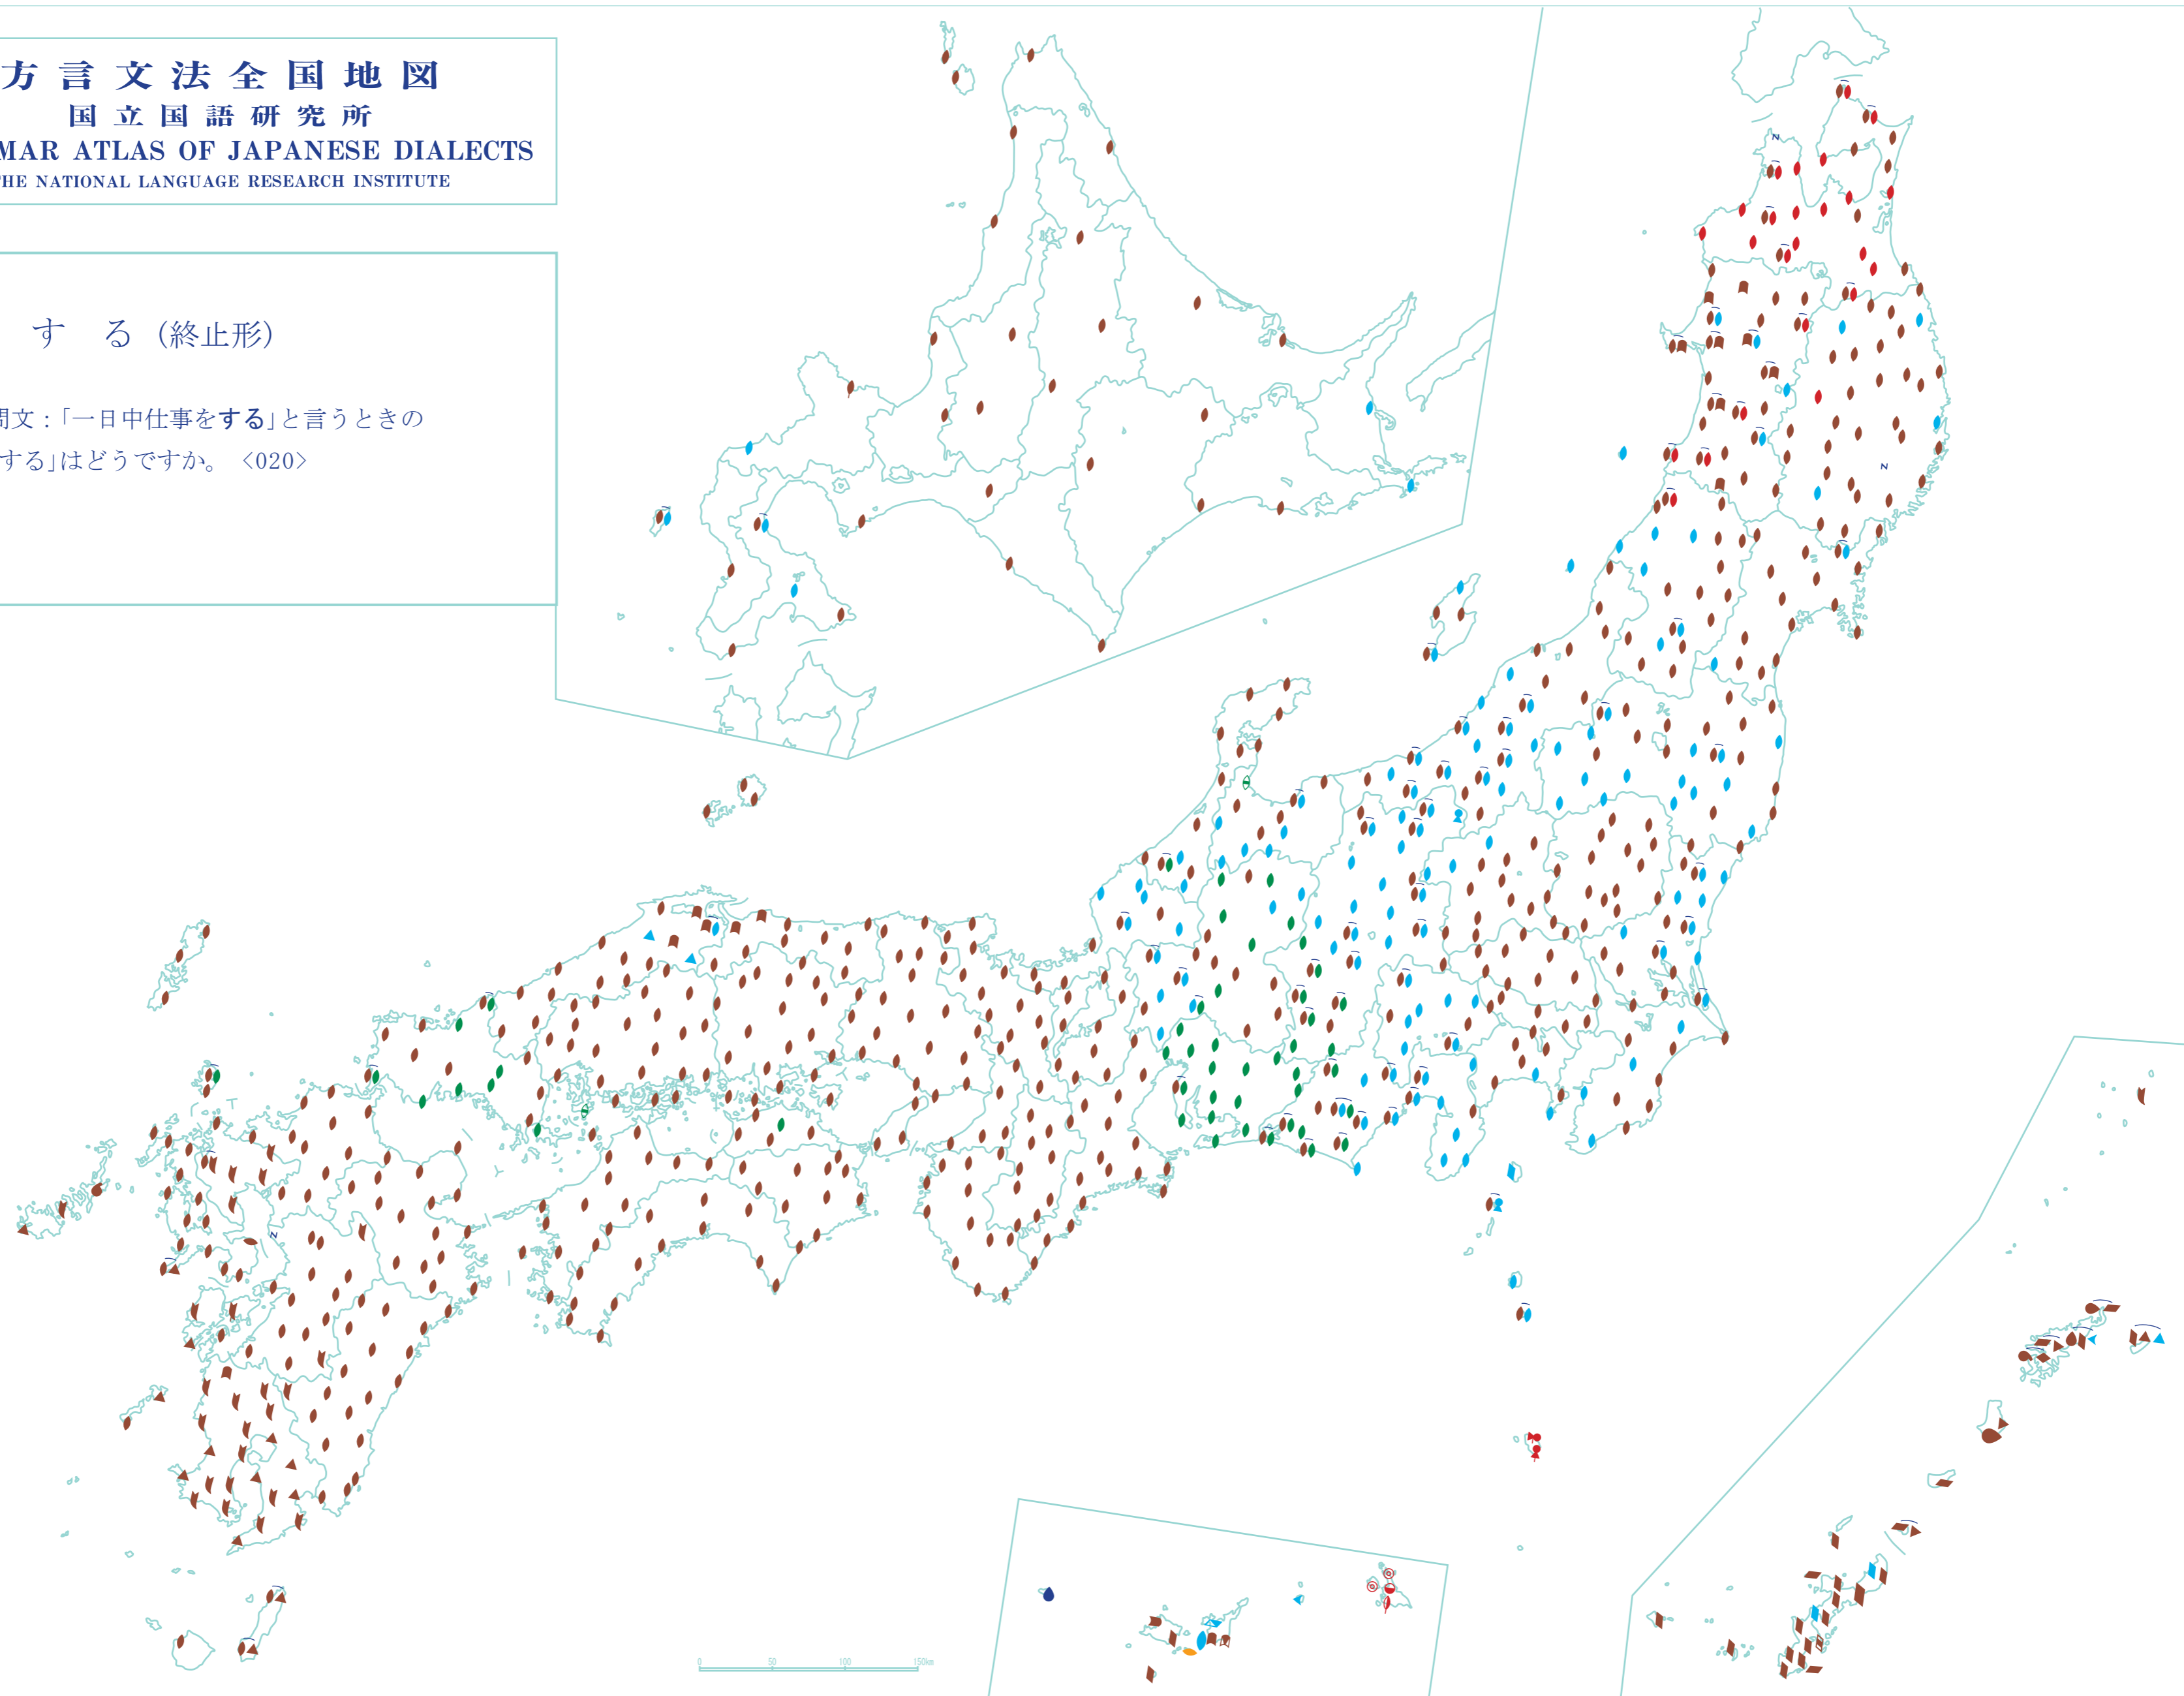 方言文法全国地図
国立国語研究所
MAR ATLAS OF JAPANESE DIALECTS
HE NATIONAL LANGUAGE RESEARCH INSTITUTE
する(終止形)
問文:「一日中仕事をする」と言うときの
する」はどうですか。 <020>
N
N
N
0 50 100 150km